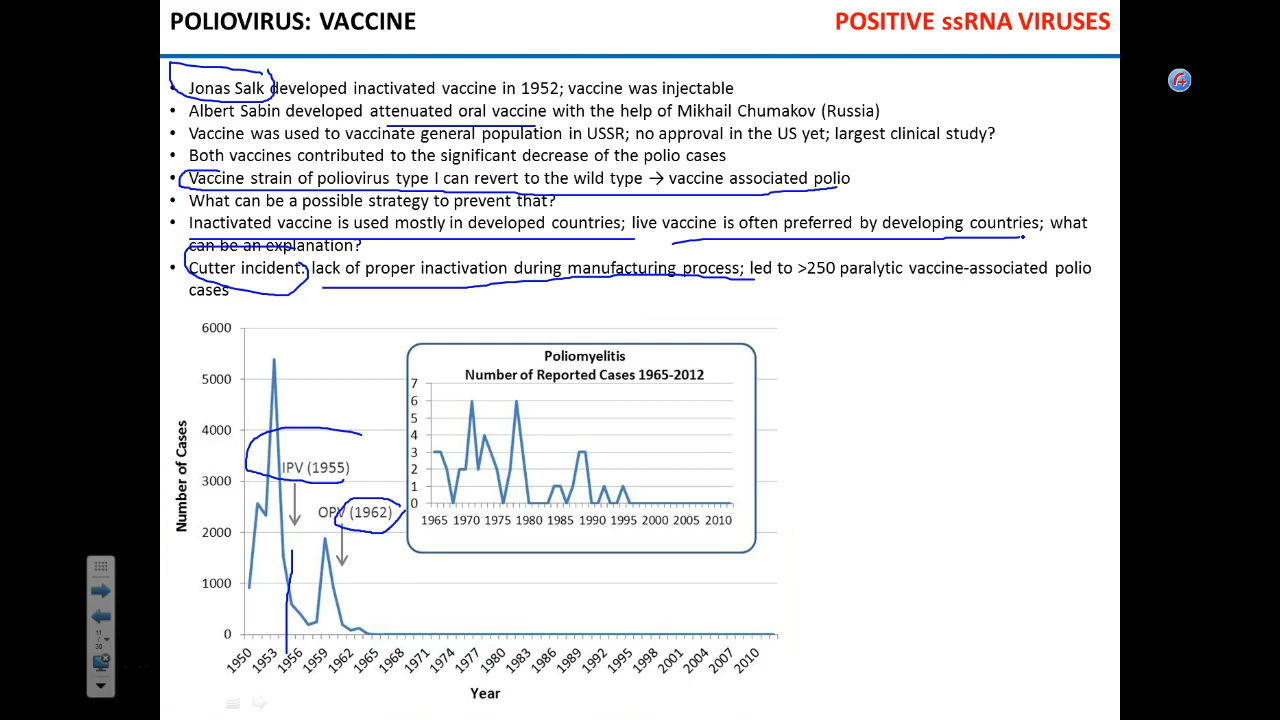 POLIOVIRUS: VACCINE
POSITIVE ssRNA VIRUSES
• Jonas Salk developed inactivated vaccine in 1952; vaccine was injectable
• Albert Sabin developed attenuated oral vaccine with the help of Mikhail Chumakov (Russia)
• Vaccine was used to vaccinate general population in USSR; no approval in the US yet; largest clinical study?
• Both vaccines contributed to the significant decrease of the polio cases
• Vaccine strain of poliovirus type I can revert to the wild type → vaccine associated polio
• What can be a possible strategy to prevent that?
• Inactivated vaccine is used mostly in developed countries; live vaccine is often preferred by developing countries; what
can be an explanation?
• Cutter incident: lack of proper inactivation during manufacturing process; led to >250 paralytic vaccine-associated polio
cases
6000
5000
4000
3000
2000
1000
0
Number of Cases
IPV (1955)
OPV (1962)
Poliomyelitis
Number of Reported Cases 1965-2012
7
6
5
4
3
2
1
0
1965 1970 1975 1980 1985 1990 1995 2000 2005 2010
1950 1953 1956 1959 1962 1965 1968 1971 1974 1977 1980 1983 1986 1989 1992 1995 1998 2001 2004 2007 2010
Year
11
/
30